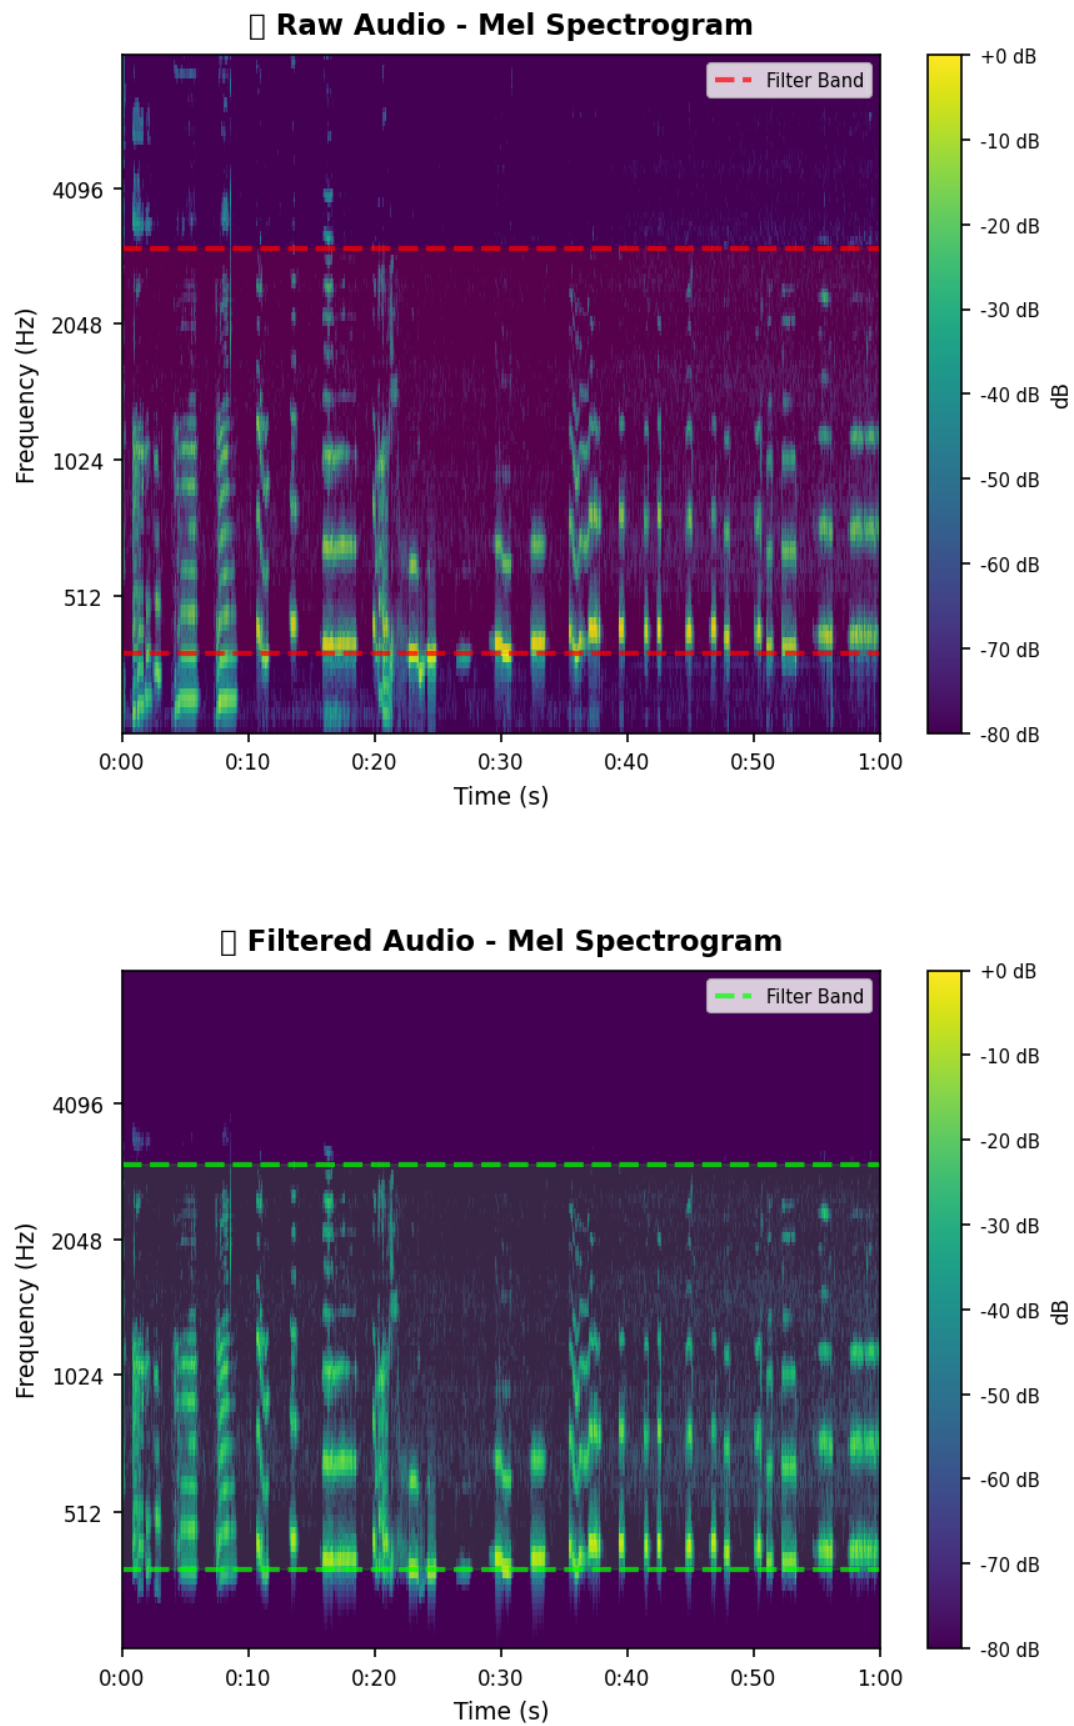 ▯ Raw Audio - Mel Spectrogram
Filter Band
+0 dB
-10 dB
-20 dB
-30 dB
-40 dB
-50 dB
-60 dB
-70 dB
-80 dB
dB
4096
2048
1024
512
Frequency (Hz)
0:00 0:10 0:20 0:30 0:40 0:50 1:00
Time (s)
▯ Filtered Audio - Mel Spectrogram
Filter Band
+0 dB
-10 dB
-20 dB
-30 dB
-40 dB
-50 dB
-60 dB
-70 dB
-80 dB
dB
4096
2048
1024
512
Frequency (Hz)
0:00 0:10 0:20 0:30 0:40 0:50 1:00
Time (s)